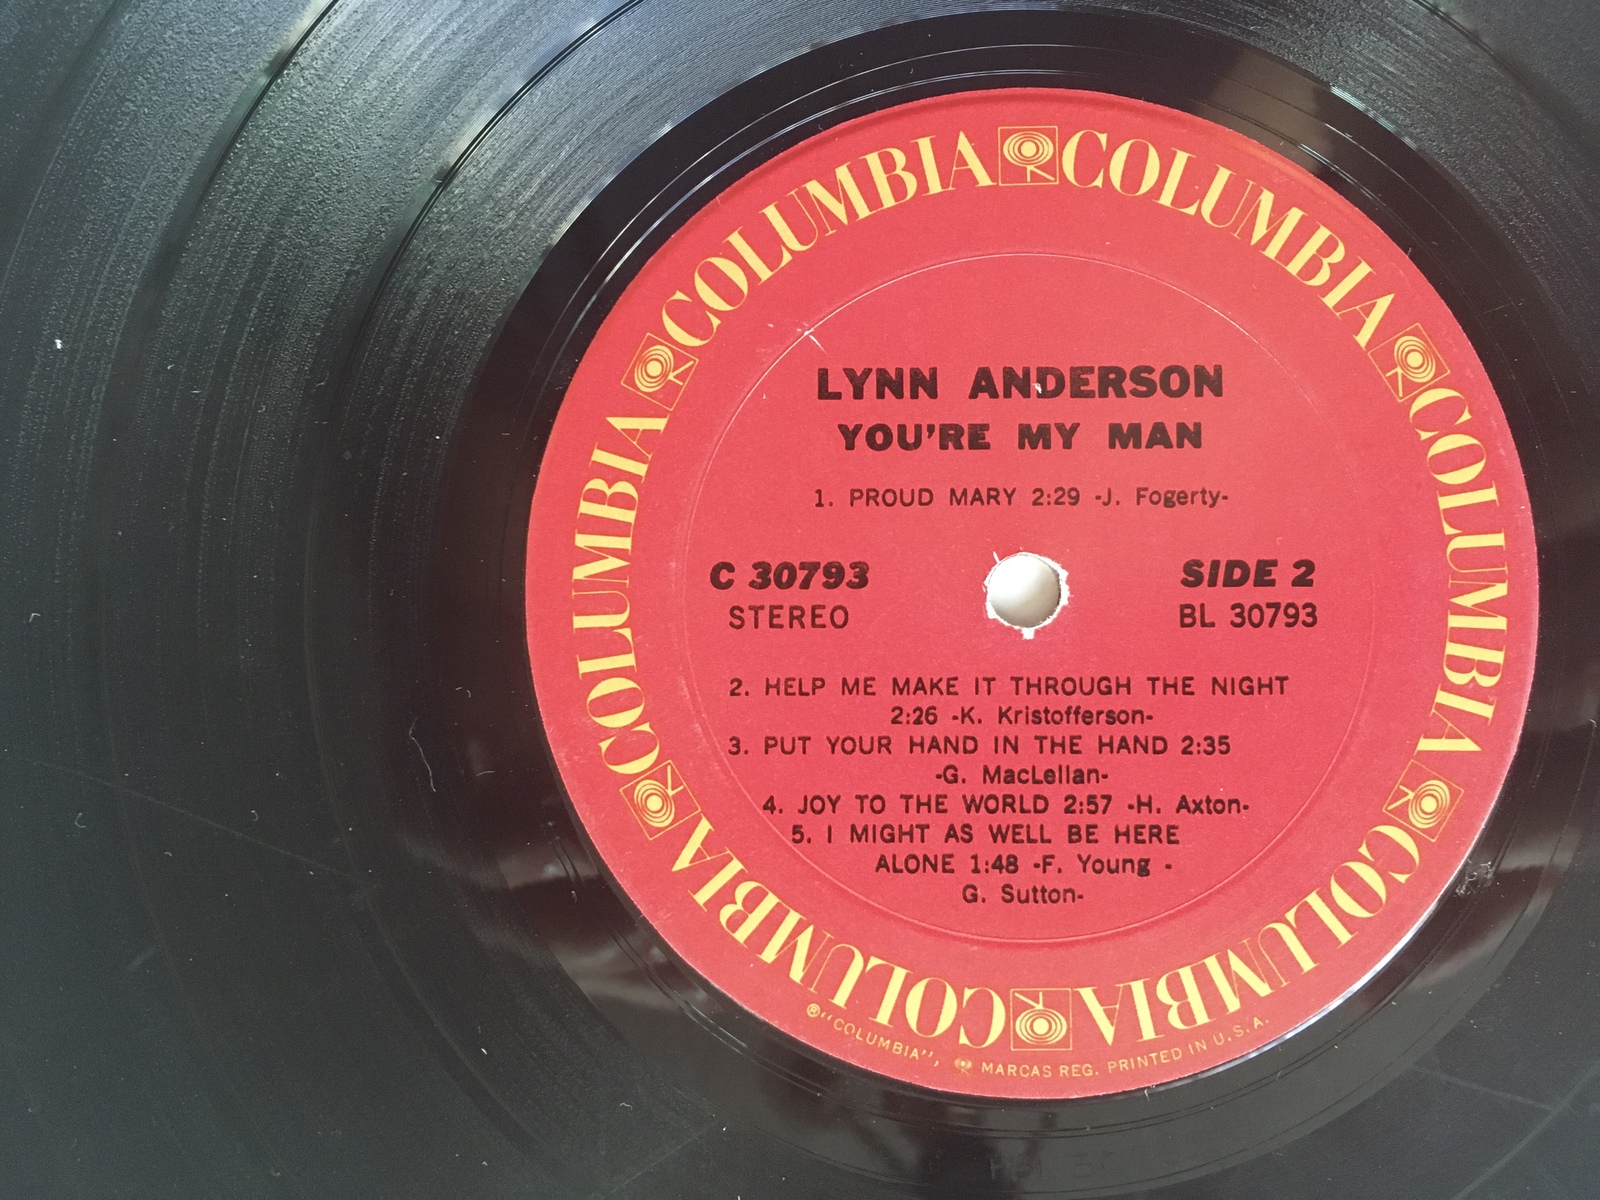 COLUMBIA COLUMBIA COLUMBIA COLUMBIA COLUMBIA COLUMBIA
LYNN ANDERSON
YOU'RE MY MAN
1. PROUD MARY 2:29 -J. Fogerty-
C 30793
STEREO
SIDE 2
BL 30793
2. HELP ME MAKE IT THROUGH THE NIGHT
2:26 -K. Kristofferson-
3. PUT YOUR HAND IN THE HAND 2:35
-G. MacLellan-
4. JOY TO THE WORLD 2:57 -H. Axton-
5. I MIGHT AS WELL BE HERE
ALONE 1:48 -F. Young -
G. Sutton-
®"COLUMBIA", MARCAS REG. PRINTED IN U.S.A.